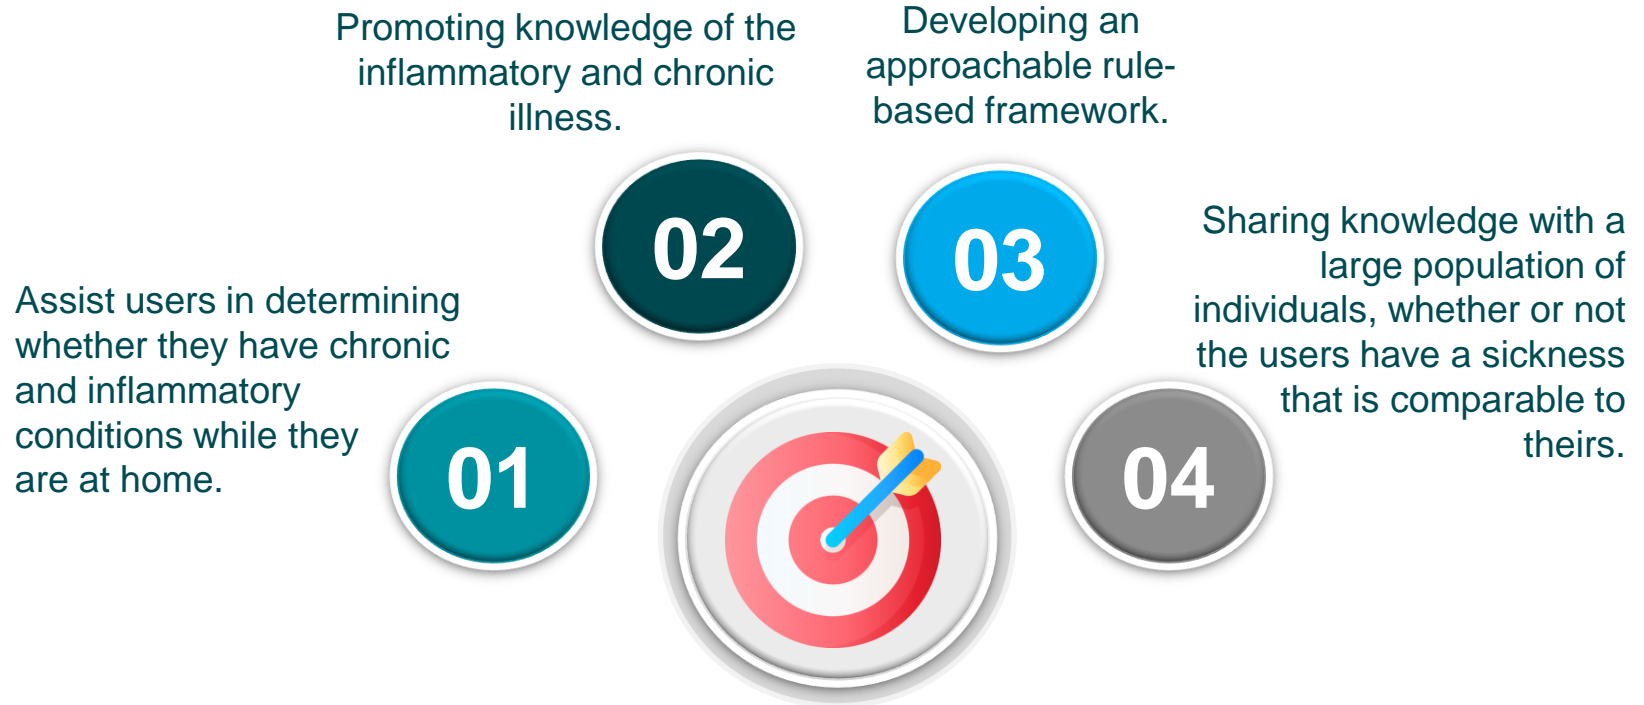 Assist users in determining
whether they have chronic
and inflammatory
conditions while they
are at home.
01
Promoting knowledge of the
inflammatory and chronic
illness.
02
Developing an
approachable rule-
based framework.
03
Sharing knowledge with a
large population of
individuals, whether or not
the users have a sickness
that is comparable to
theirs.
04